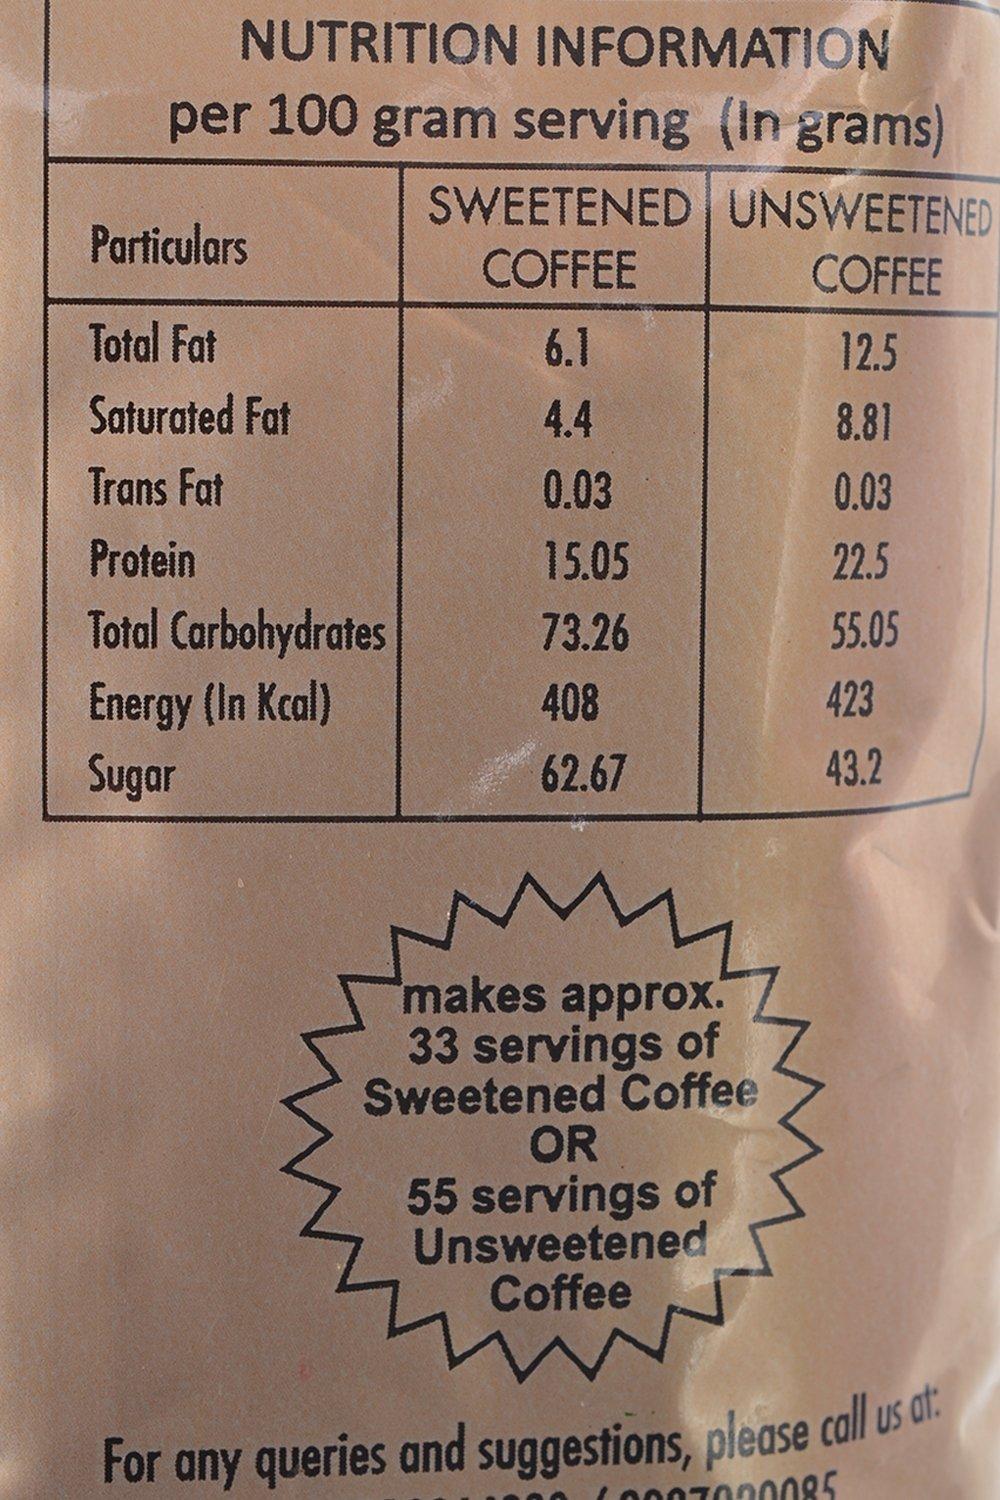 NUTRITION INFORMATION
per 100 gram serving (In grams)
Particulars SWEETENED COFFEE UNSWEETENED COFFEE
Total Fat 6.1 12.5
Saturated Fat 4.4 8.81
Trans Fat 0.03 0.03
Protein 15.05 22.5
Total Carbohydrates 73.26 55.05
Energy (In Kcal) 408 423
Sugar 62.67 43.2
makes approx.
33 servings of
Sweetened Coffee
OR
55 servings of
Unsweetened
Coffee
For any queries and suggestions, please call us at: